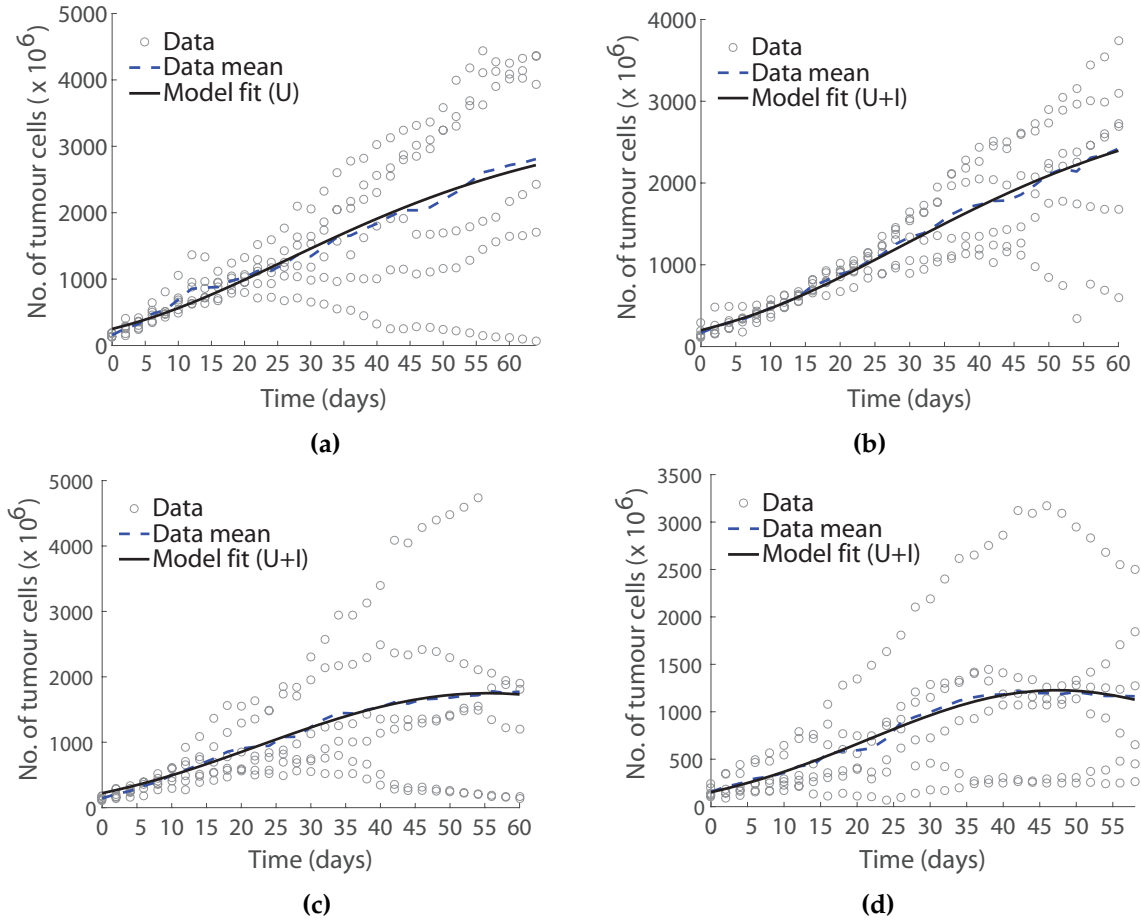 5000
4000
3000
2000
1000
0
No. of tumour cells (x 10^6)
Data
Data mean
Model fit (U)
0 5 10 15 20 25 30 35 40 45 50 55 60
Time (days)
(a)
4000
3000
2000
1000
0
No. of tumour cells (x 10^6)
Data
Data mean
Model fit (U+I)
0 5 10 15 20 25 30 35 40 45 50 55 60
Time (days)
(b)
5000
4000
3000
2000
1000
0
No. of tumour cells (x 10^6)
Data
Data mean
Model fit (U+I)
0 5 10 15 20 25 30 35 40 45 50 55 60
Time (days)
(c)
3500
3000
2500
2000
1500
1000
500
0
No. of tumour cells (x 10^6)
Data
Data mean
Model fit (U+I)
0 5 10 15 20 25 30 35 40 45 50 55
Time (days)
(d)